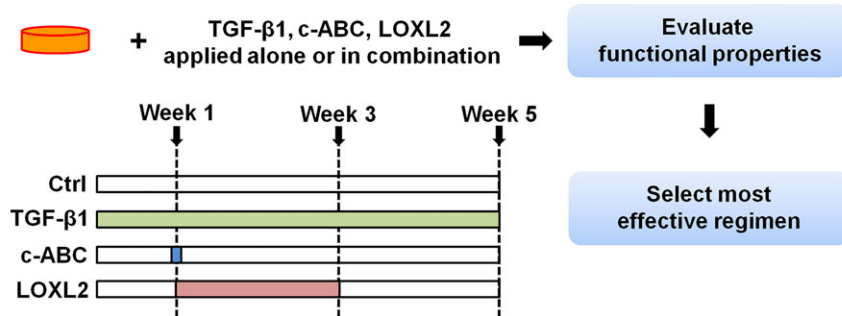 +
TGF-β1, c-ABC, LOXL2
applied alone or in combination
Evaluate
functional properties
Week 1
Week 3
Week 5
Ctrl
TGF-β1
c-ABC
LOXL2
Select most
effective regimen